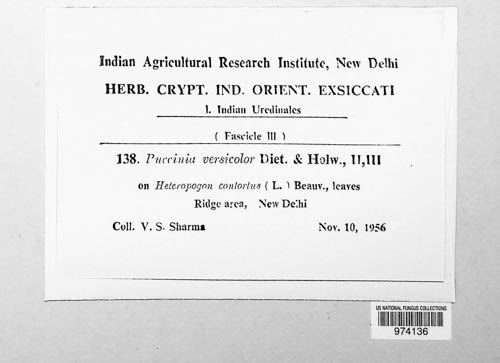 Indian Agricultural Research Institute, New Delhi
HERB. CRYPT. IND. ORIENT. EXSICCATI
I. Indian Uredinales
( Fascicle III )
138. Puccinia versicolor Diet. & Holw., II,III
on Heteropogon contortus ( L. ) Beauv., leaves
Ridge area, New Delhi
Coll. V. S. Sharma Nov. 10, 1956
US NATIONAL FUNGUS COLLECTIONS
974136